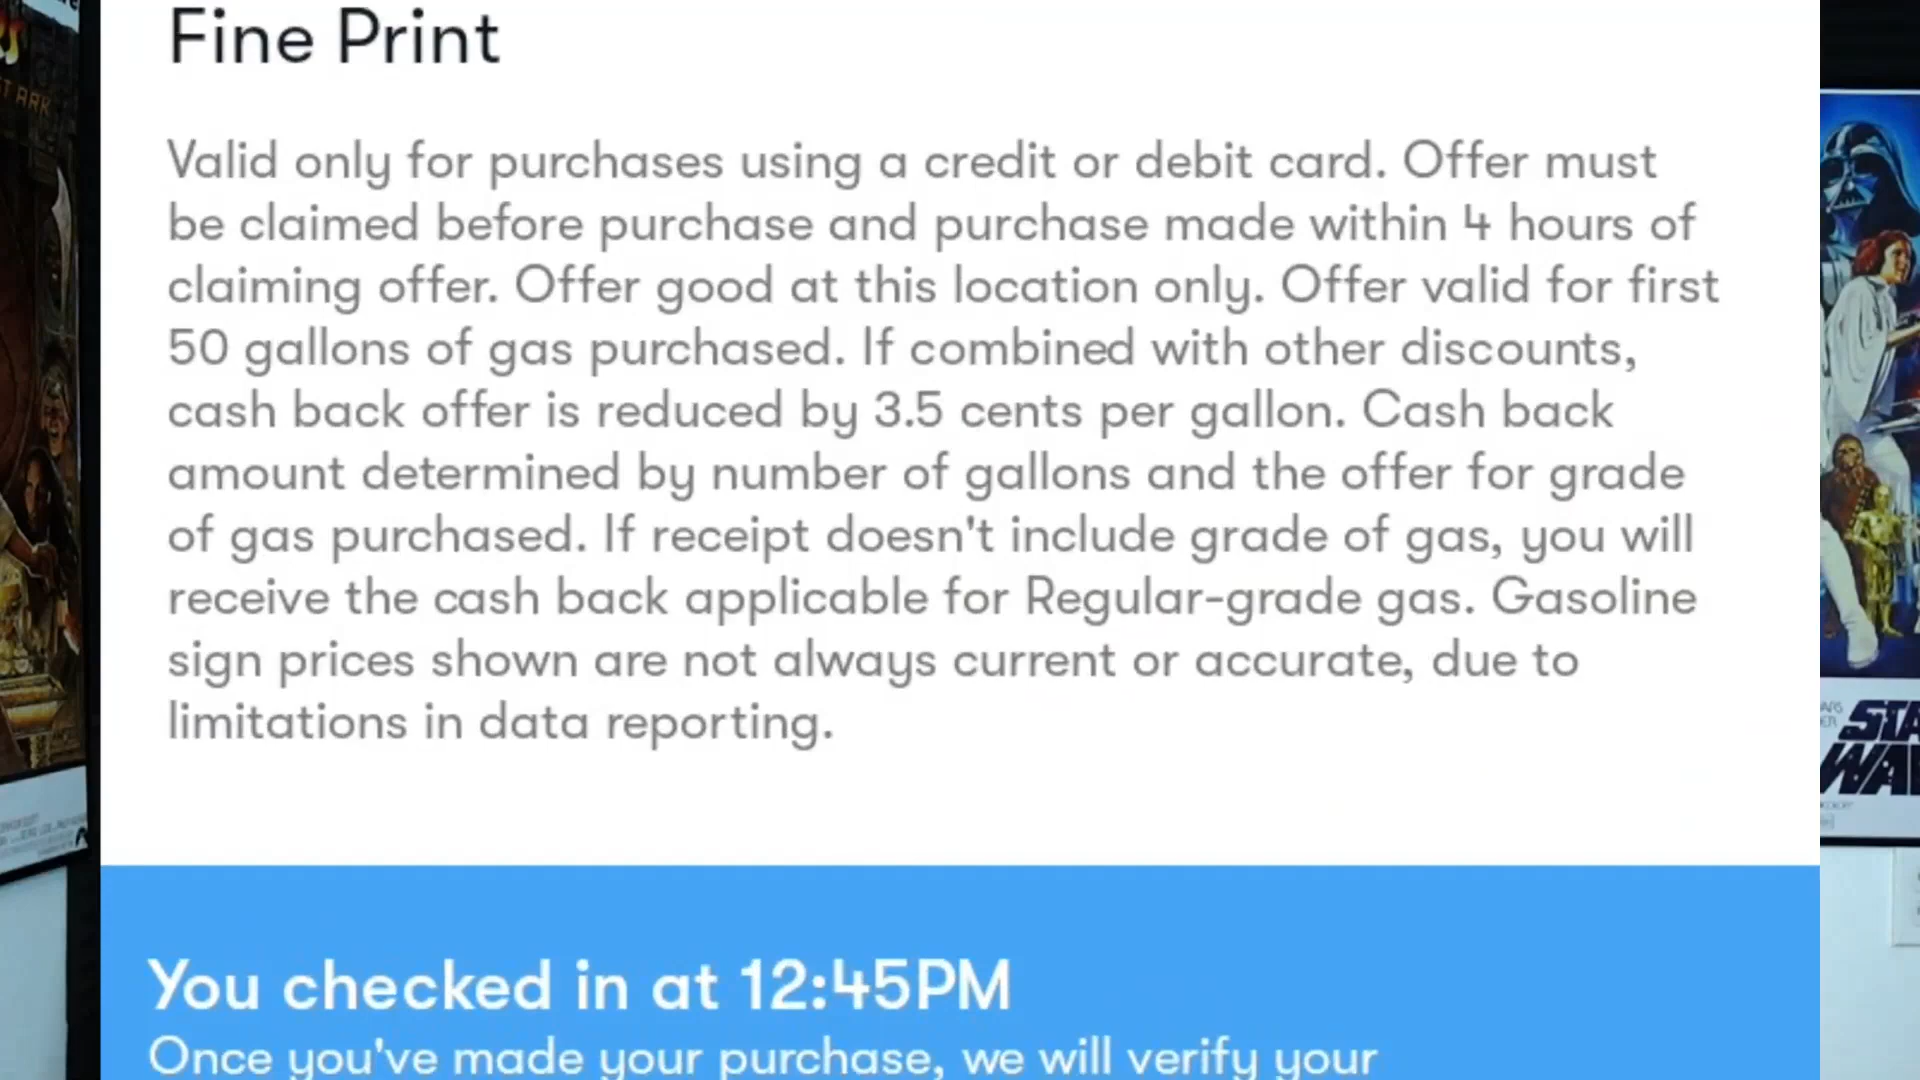 Fine Print
Valid only for purchases using a credit or debit card. Offer must
be claimed before purchase and purchase made within 4 hours of
claiming offer. Offer good at this location only. Offer valid for first
50 gallons of gas purchased. If combined with other discounts,
cash back offer is reduced by 3.5 cents per gallon. Cash back
amount determined by number of gallons and the offer for grade
of gas purchased. If receipt doesn't include grade of gas, you will
receive the cash back applicable for Regular-grade gas. Gasoline
sign prices shown are not always current or accurate, due to
limitations in data reporting.
You checked in at 12:45PM
Once you've made your purchase, we will verify your
ST ARK
STA
WA